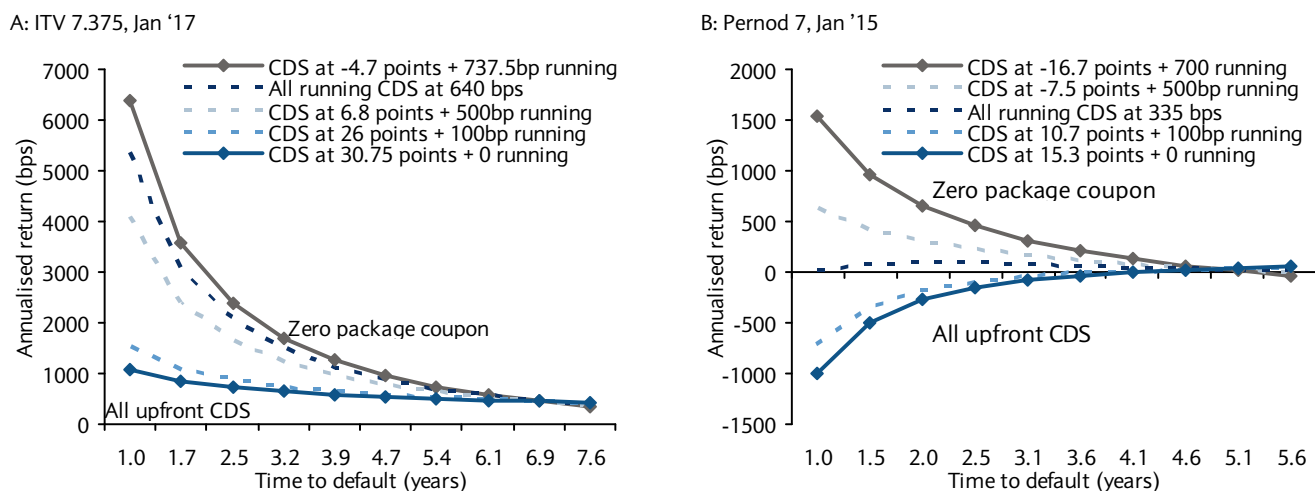 A: ITV 7.375, Jan ‘17
7000
6000
5000
4000
3000
2000
1000
0
Annualised return (bps)
CDS at -4.7 points + 737.5bp running
All running CDS at 640 bps
CDS at 6.8 points + 500bp running
CDS at 26 points + 100bp running
CDS at 30.75 points + 0 running
Zero package coupon
All upfront CDS
1.0 1.7 2.5 3.2 3.9 4.7 5.4 6.1 6.9 7.6
Time to default (years)
B: Pernod 7, Jan ’15
2000
1500
1000
500
0
-500
-1000
-1500
Annualised return (bps)
CDS at -16.7 points + 700 running
CDS at -7.5 points + 500bp running
All running CDS at 335 bps
CDS at 10.7 points + 100bp running
CDS at 15.3 points + 0 running
Zero package coupon
All upfront CDS
1.0 1.5 2.0 2.5 3.1 3.6 4.1 4.6 5.1 5.6
Time to default (years)